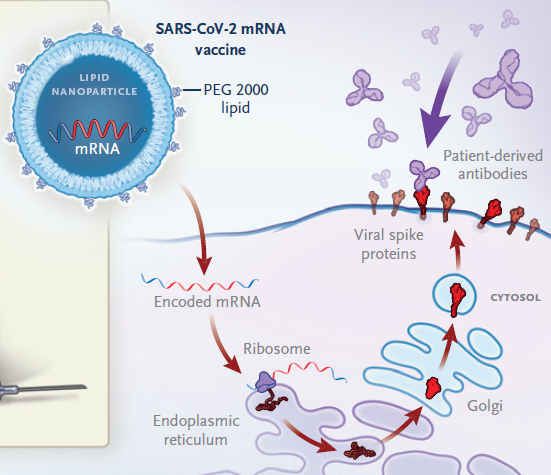 SARS-CoV-2 mRNA
vaccine
LIPID
NANOPARTICLE
mRNA
PEG 2000
lipid
Patient-derived
antibodies
Viral spike
proteins
CYTOSOL
Encoded mRNA
Ribosome
Golgi
Endoplasmic
reticulum